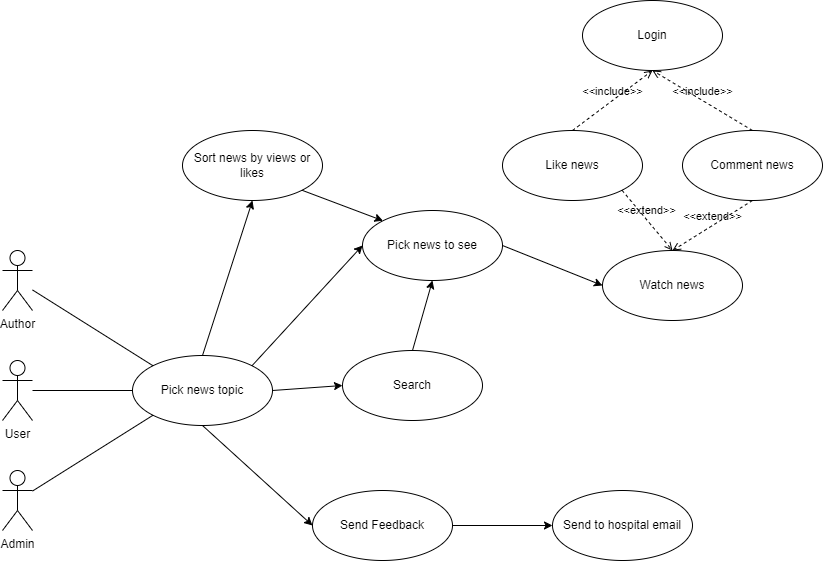 Login
<<include>>
<<include>>
Sort news by views or
likes
Like news
Comment news
<<extend>>
<<extend>>
Pick news to see
Watch news
Author
Pick news topic
Search
User
Send Feedback
Send to hospital email
Admin